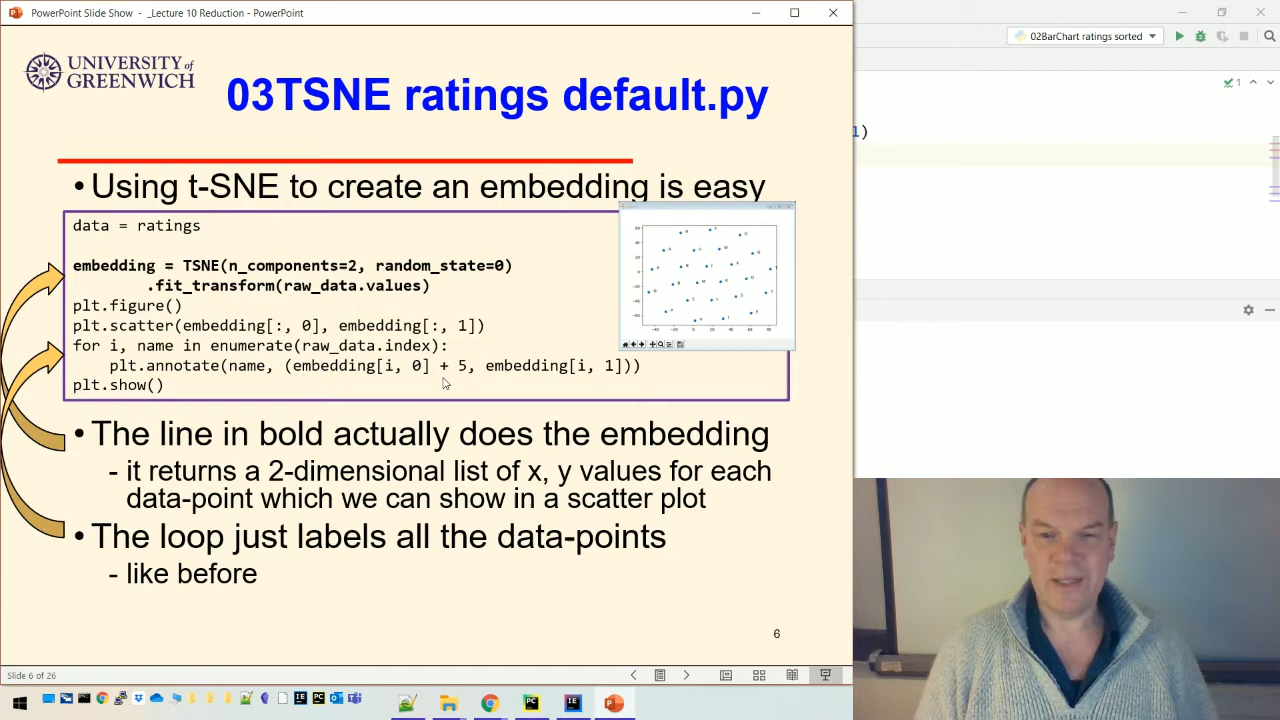 PowerPoint Slide Show - _Lecture 10 Reduction - PowerPoint
02BarChart ratings sorted
1
1)
UNIVERSITY of
GREENWICH
03TSNE ratings default.py
•Using t-SNE to create an embedding is easy
data = ratings
embedding = TSNE(n_components=2, random_state=0)
.fit_transform(raw_data.values)
plt.figure()
plt.scatter(embedding[:, 0], embedding[:, 1])
for i, name in enumerate(raw_data.index):
plt.annotate(name, (embedding[i, 0] + 5, embedding[i, 1]))
plt.show()
•The line in bold actually does the embedding
- it returns a 2-dimensional list of x, y values for each
data-point which we can show in a scatter plot
•The loop just labels all the data-points
- like before
6
Slide 6 of 26